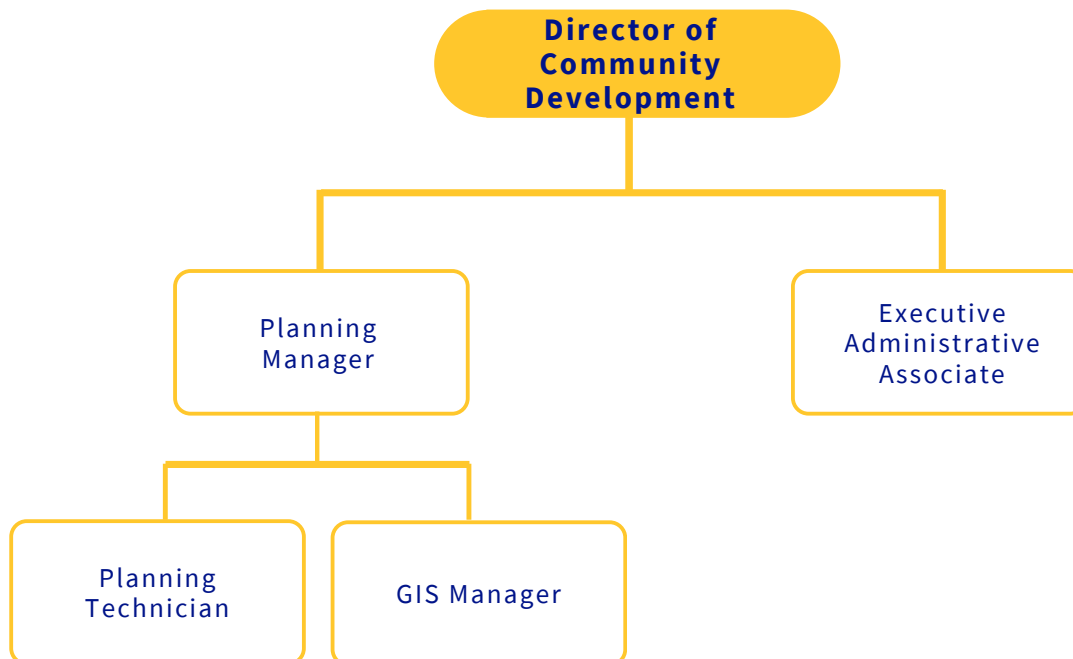 Director of
Community
Development
Planning
Manager
Executive
Administrative
Associate
Planning
Technician
GIS Manager